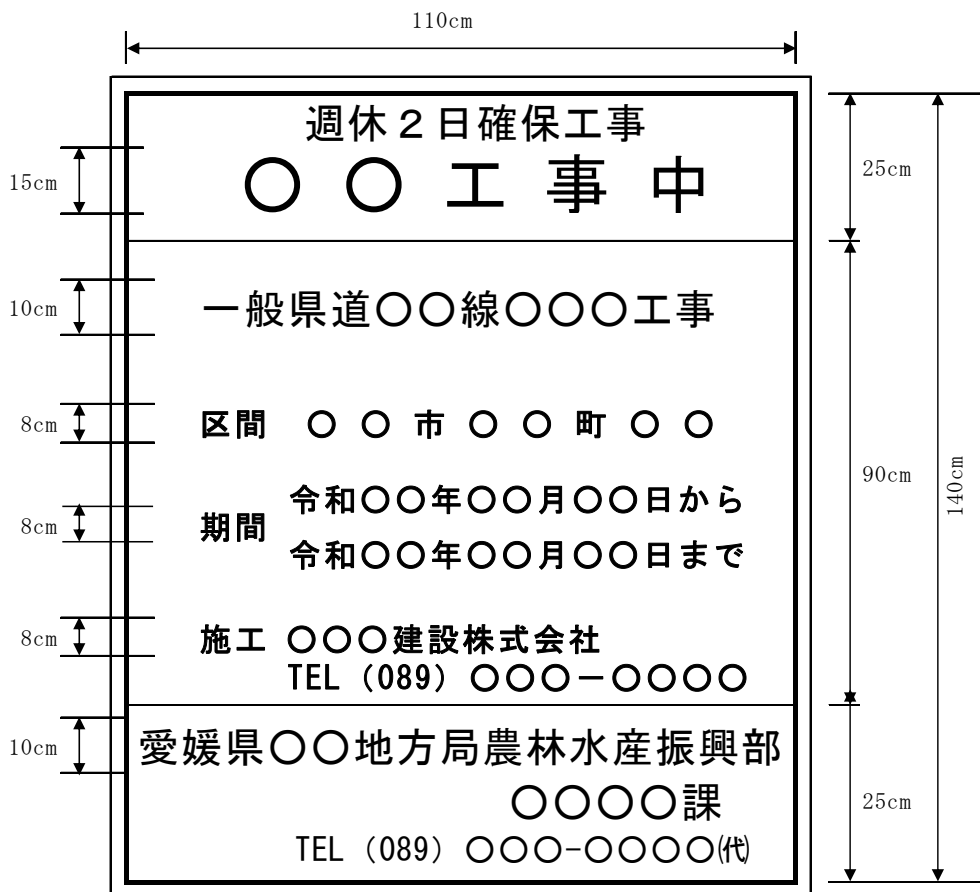 110cm
週休２日確保工事
○○工事中
15cm
25cm
一般県道○○線○○○工事
10cm
区間 ○○市○○町○○
8cm
90cm
140cm
期間 令和○○年○○月○○日から
令和○○年○○月○○日まで
8cm
施工 ○○○建設株式会社
8cm
TEL（089）○○○－○○○○
愛媛県○○地方局農林水産振興部
10cm
○○○○課
25cm
TEL（089）○○○-○○○○㈹